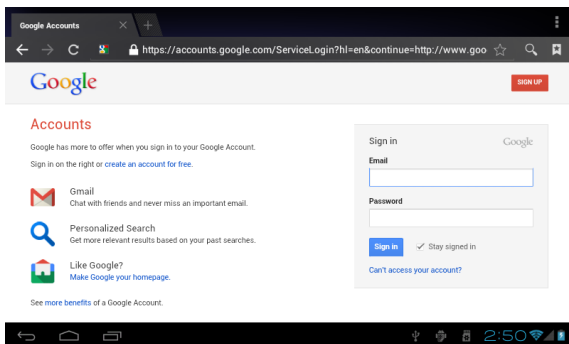 Google Accounts
https://accounts.google.com/ServiceLogin?hl=en&continue=http://www.goo
Google
SIGN UP
Accounts
Google has more to offer when you sign in to your Google Account.
Sign in on the right or create an account for free.
Gmail
Chat with friends and never miss an important email.
Personalized Search
Get more relevant results based on your past searches.
Like Google?
Make Google your homepage.
See more benefits of a Google Account.
Sign in
Google
Email
Password
Sign in
Stay signed in
Can't access your account?
2:50